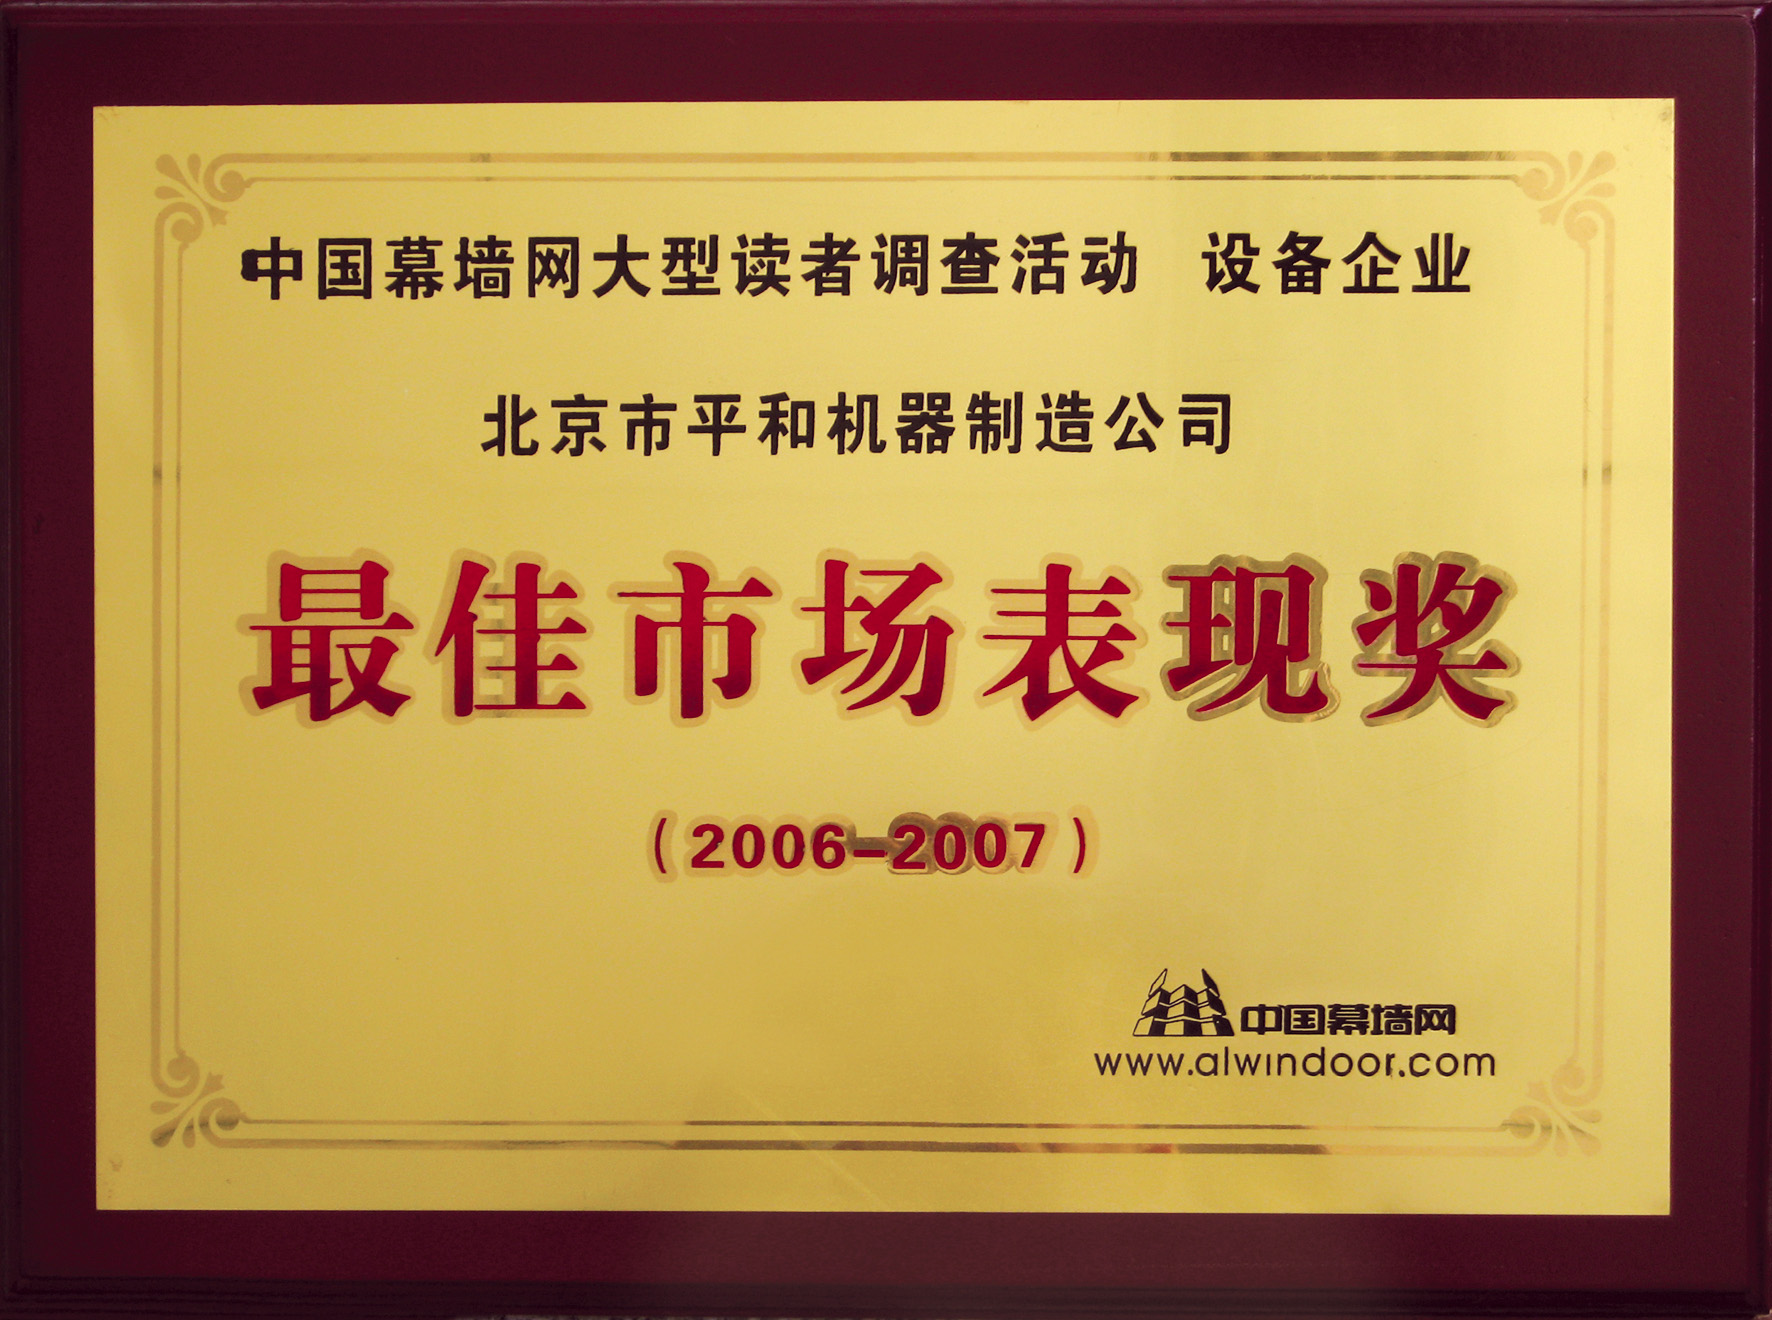 中国幕墙网大型读者调查活动 设备企业
北京市平和机器制造公司
最佳市场表现奖
（2006-2007）
中国幕墙网
www.alwindoor.com